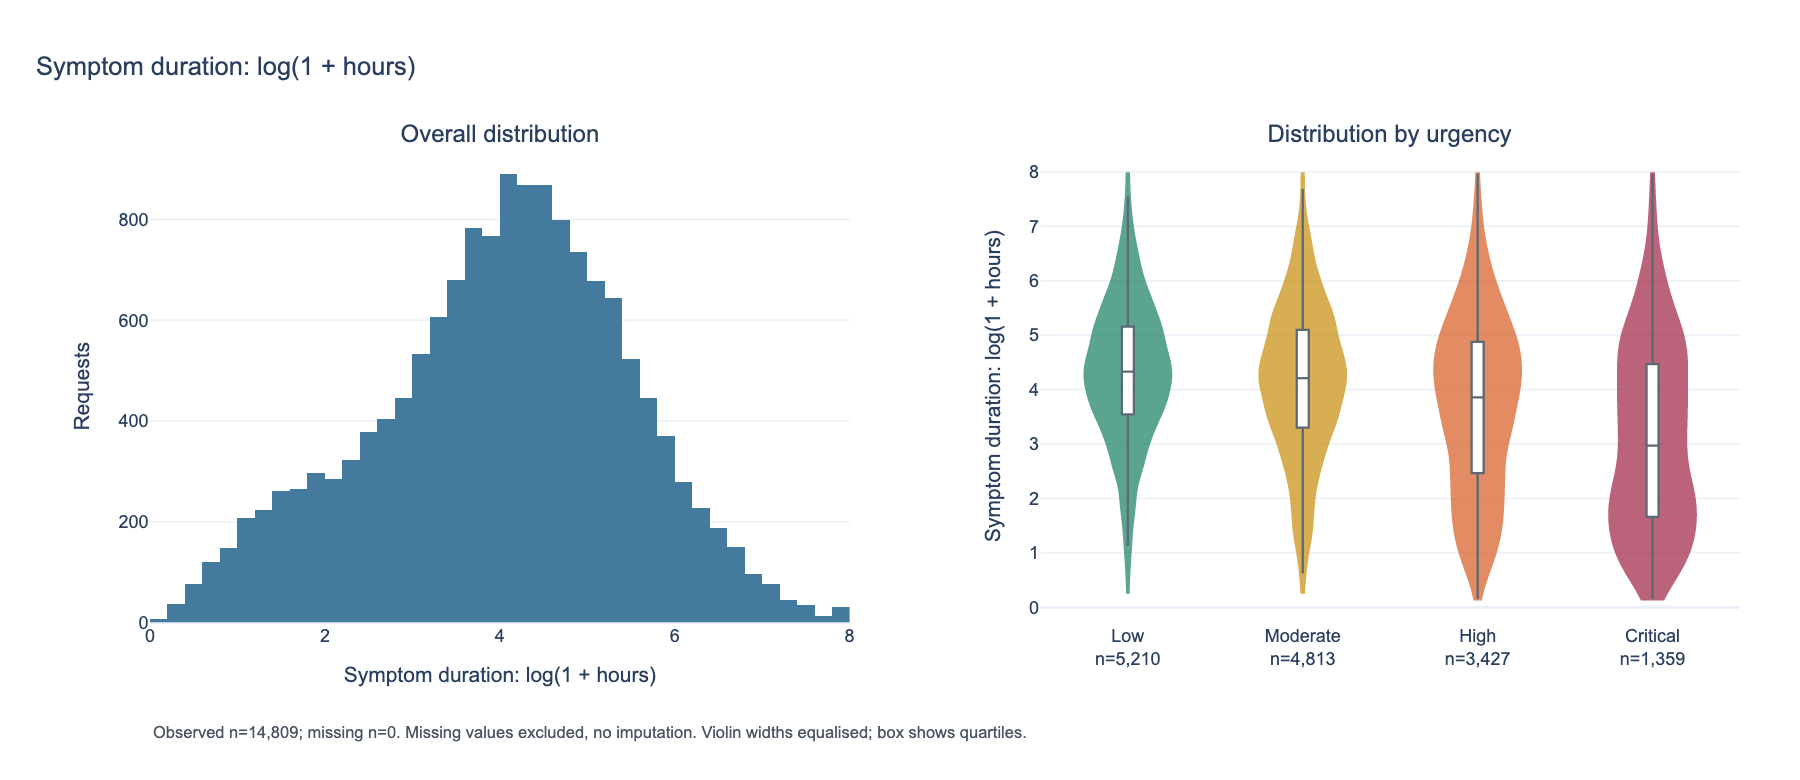 Symptom duration: log(1 + hours)
Overall distribution
800
600
400
200
0
Requests
0 2 4 6 8
Symptom duration: log(1 + hours)
Distribution by urgency
8
7
6
5
4
3
2
1
0
Symptom duration: log(1 + hours)
Low Moderate High Critical
n=5,210 n=4,813 n=3,427 n=1,359
Observed n=14,809; missing n=0. Missing values excluded, no imputation. Violin widths equalised; box shows quartiles.